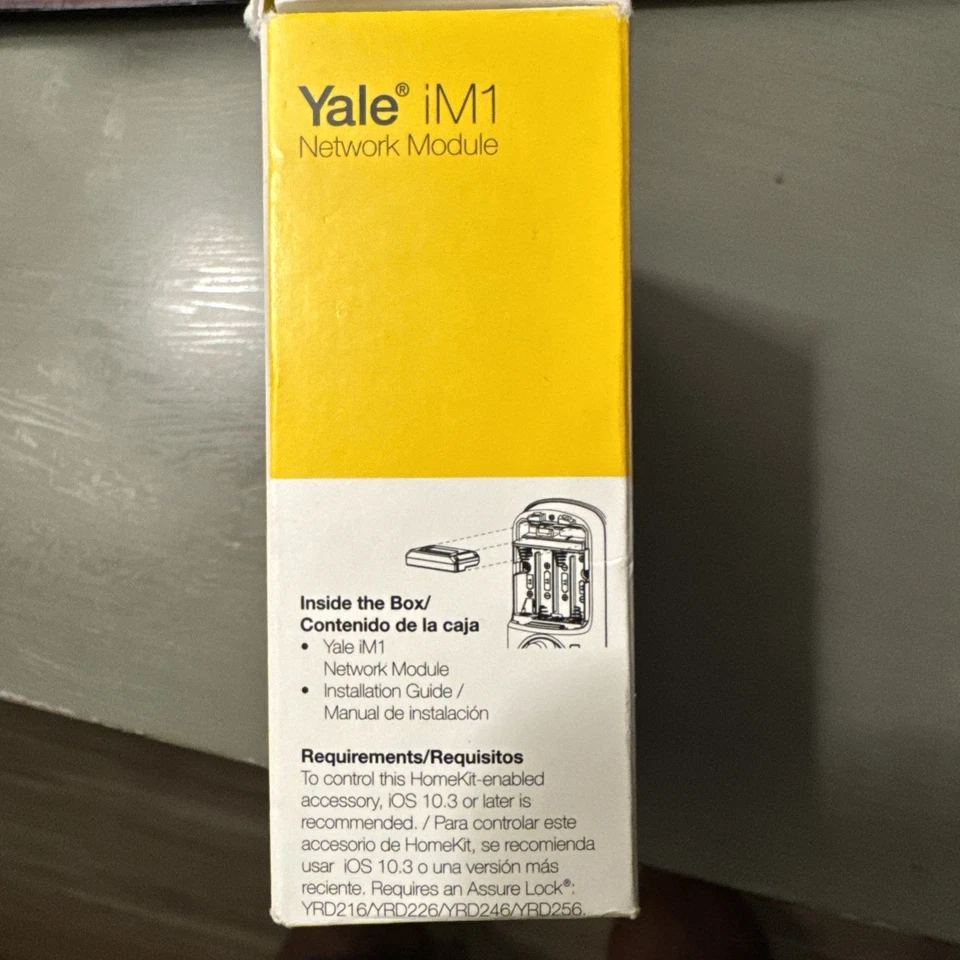 Yale® iM1
Network Module
Inside the Box/
Contenido de la caja
• Yale iM1
Network Module
• Installation Guide /
Manual de instalación
Requirements/Requisitos
To control this HomeKit-enabled
accessory, iOS 10.3 or later is
recommended. / Para controlar este
accesorio de HomeKit, se recomienda
usar iOS 10.3 o una versión más
reciente. Requires an Assure Lock®:
YRD216/YRD226/YRD246/YRD256.